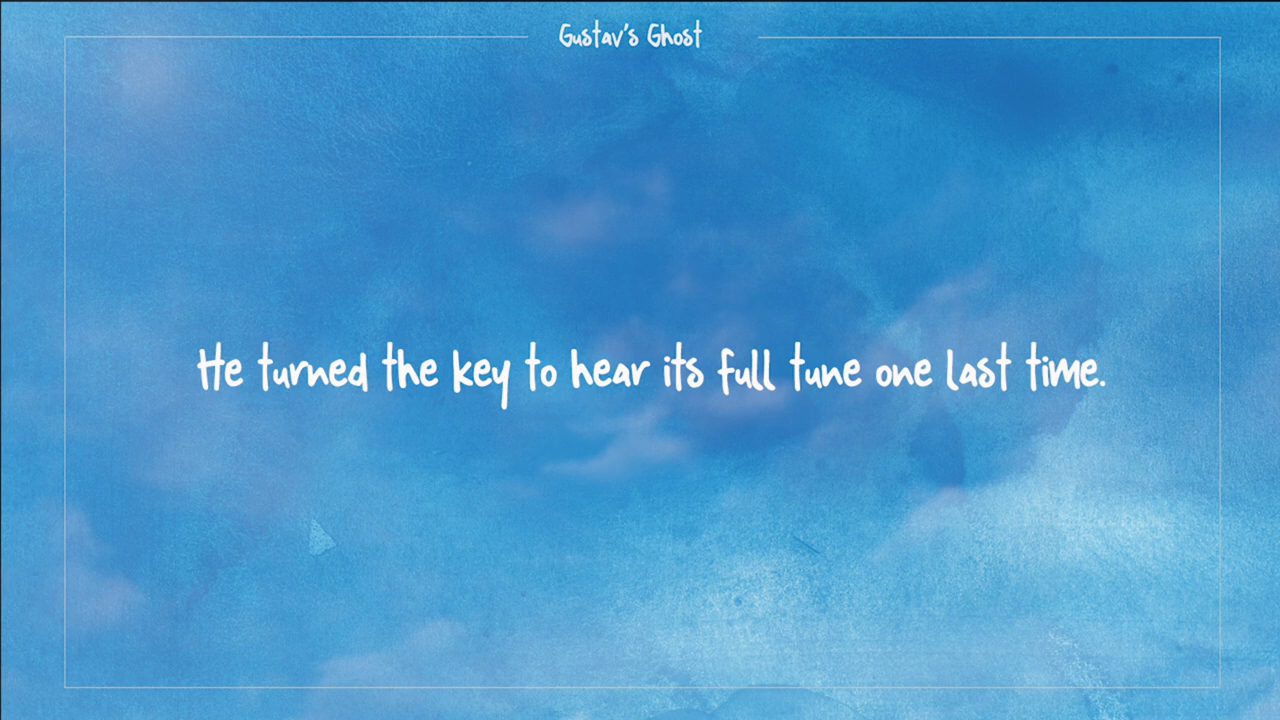 Gustav's Ghost
He turned the key to hear its full tune one last time.